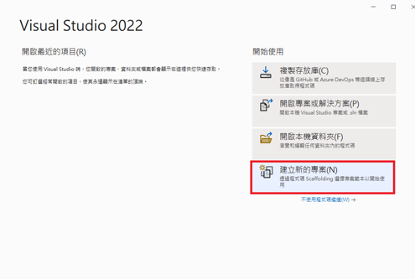 Visual Studio 2022
開啟最近的項目(R)
當您使用 Visual Studio 時，您開啟的專案、資料夾或檔案都會顯示在這裡供您快速存取。
您可釘選經常開啟的項目，使其永遠顯示在清單的頂端。
開始使用
複製存放庫(C)
從像是 GitHub 或 Azure DevOps 等這類線上存
放庫取得程式碼
開啟專案或解決方案(P)
開啟本機 Visual Studio 專案或 .sln 檔案
開啟本機資料夾(F)
瀏覽和編輯任何資料夾內的程式碼
建立新的專案(N)
透過程式碼 Scaffolding 選擇專案範本以開始使
用
不使用程式碼繼續(W) →